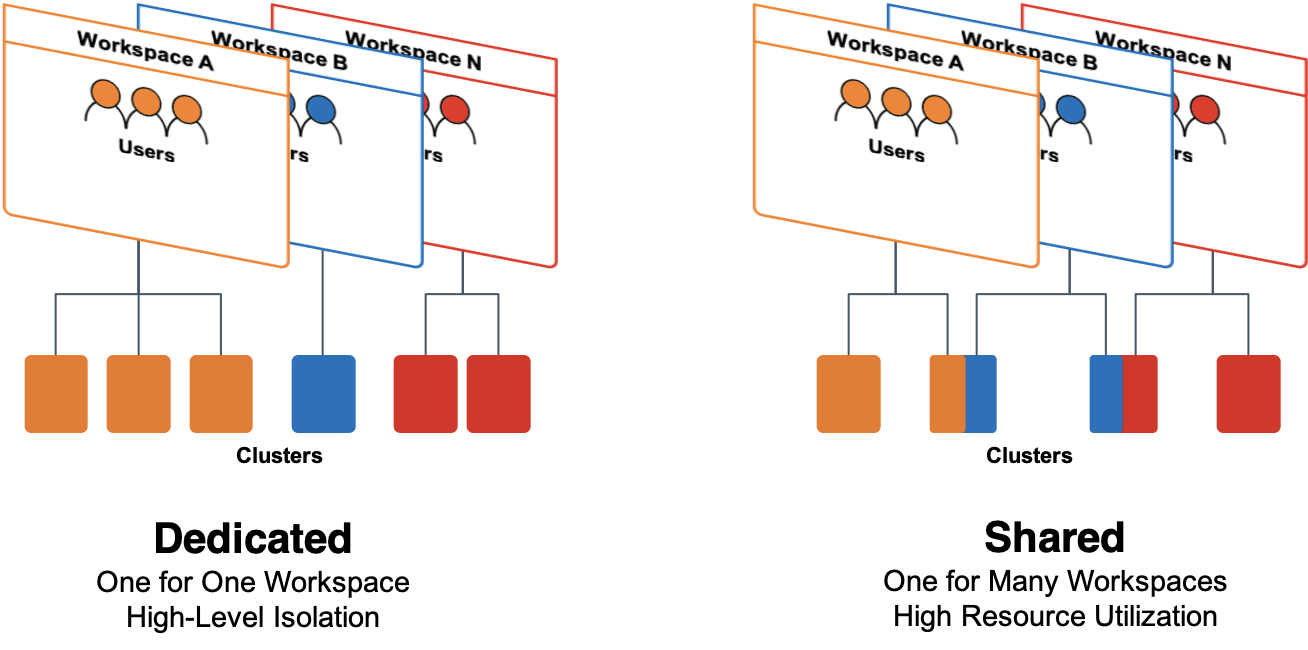 Workspace A
Workspace B
Workspace N
Users
rs
rs
Clusters
Dedicated
One for One Workspace
High-Level Isolation
Workspace A
Workspace B
Workspace N
Users
rs
rs
Clusters
Shared
One for Many Workspaces
High Resource Utilization